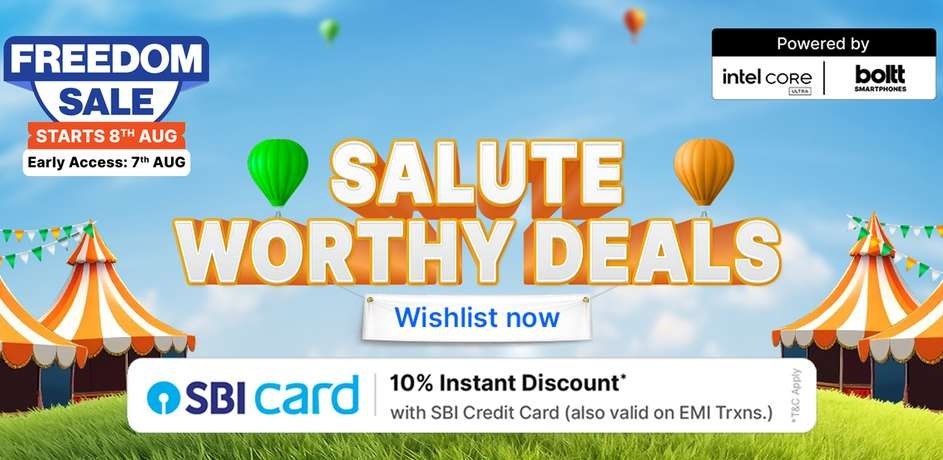 FREEDOM
SALE
STARTS 8TH AUG
Early Access: 7th AUG
Powered by
intel CORE
ULTRA
boltt
SMARTPHONES
SALUTE
WORTHY DEALS
Wishlist now
SBI card
10% Instant Discount*
with SBI Credit Card (also valid on EMI Trxns.)
*T&C Apply